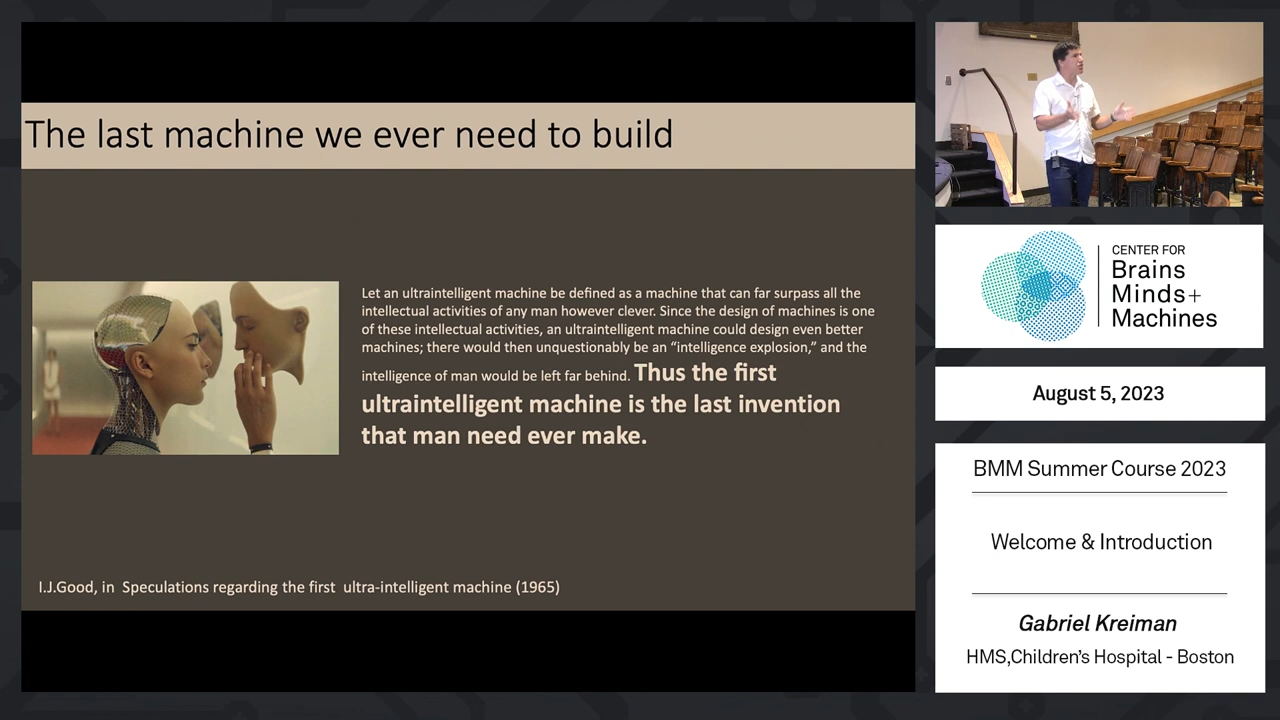 The last machine we ever need to build
Let an ultraintelligent machine be defined as a machine that can far surpass all the
intellectual activities of any man however clever. Since the design of machines is one
of these intellectual activities, an ultraintelligent machine could design even better
machines; there would then unquestionably be an “intelligence explosion,” and the
intelligence of man would be left far behind. Thus the first
ultraintelligent machine is the last invention
that man need ever make.
I.J.Good, in Speculations regarding the first ultra-intelligent machine (1965)
CENTER FOR
Brains
Minds+
Machines
August 5, 2023
BMM Summer Course 2023
Welcome & Introduction
Gabriel Kreiman
HMS,Children’s Hospital - Boston